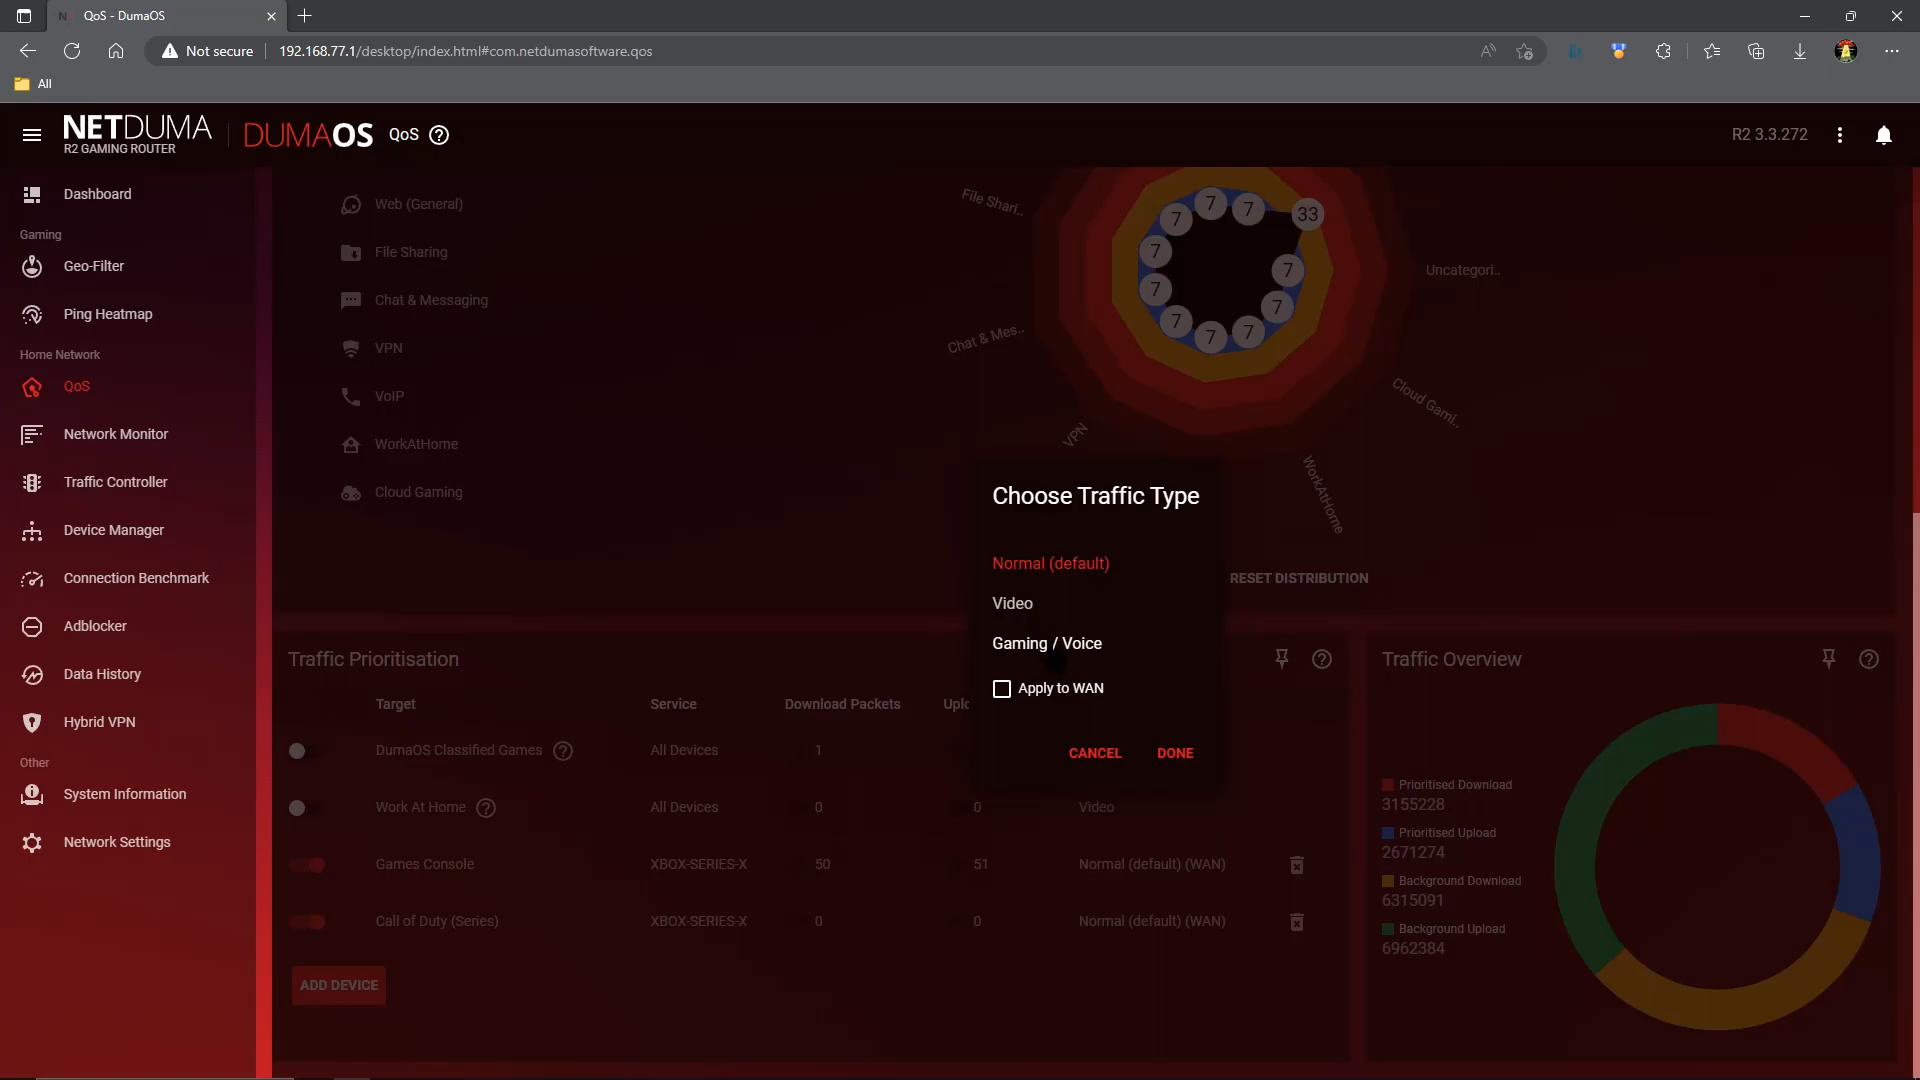 QoS - DumaOS
Not secure
192.168.77.1/desktop/index.html#com.netdumasoftware.qos
All
NETDUMA
R2 GAMING ROUTER
DUMAOS
QoS
R2 3.3.272
Dashboard
Gaming
Geo-Filter
Ping Heatmap
Home Network
QoS
Network Monitor
Traffic Controller
Device Manager
Connection Benchmark
Adblocker
Data History
Hybrid VPN
Other
System Information
Network Settings
Web (General)
File Sharing
Chat & Messaging
VPN
VoIP
WorkAtHome
Cloud Gaming
File Shari..
Chat & Mes..
VPN
WorkAtHome
Cloud Gami..
Uncategori..
7
7
7
33
7
7
7
7
7
7
7
RESET DISTRIBUTION
Choose Traffic Type
Normal (default)
Video
Gaming / Voice
Apply to WAN
CANCEL
DONE
Traffic Prioritisation
Target Service Download Packets Uplo
DumaOS Classified Games All Devices 1
Work At Home All Devices 0 0 Video
Games Console XBOX-SERIES-X 50 51 Normal (default) (WAN)
Call of Duty (Series) XBOX-SERIES-X 0 0 Normal (default) (WAN)
ADD DEVICE
Traffic Overview
Prioritised Download
3155228
Prioritised Upload
2671274
Background Download
6315091
Background Upload
6962384